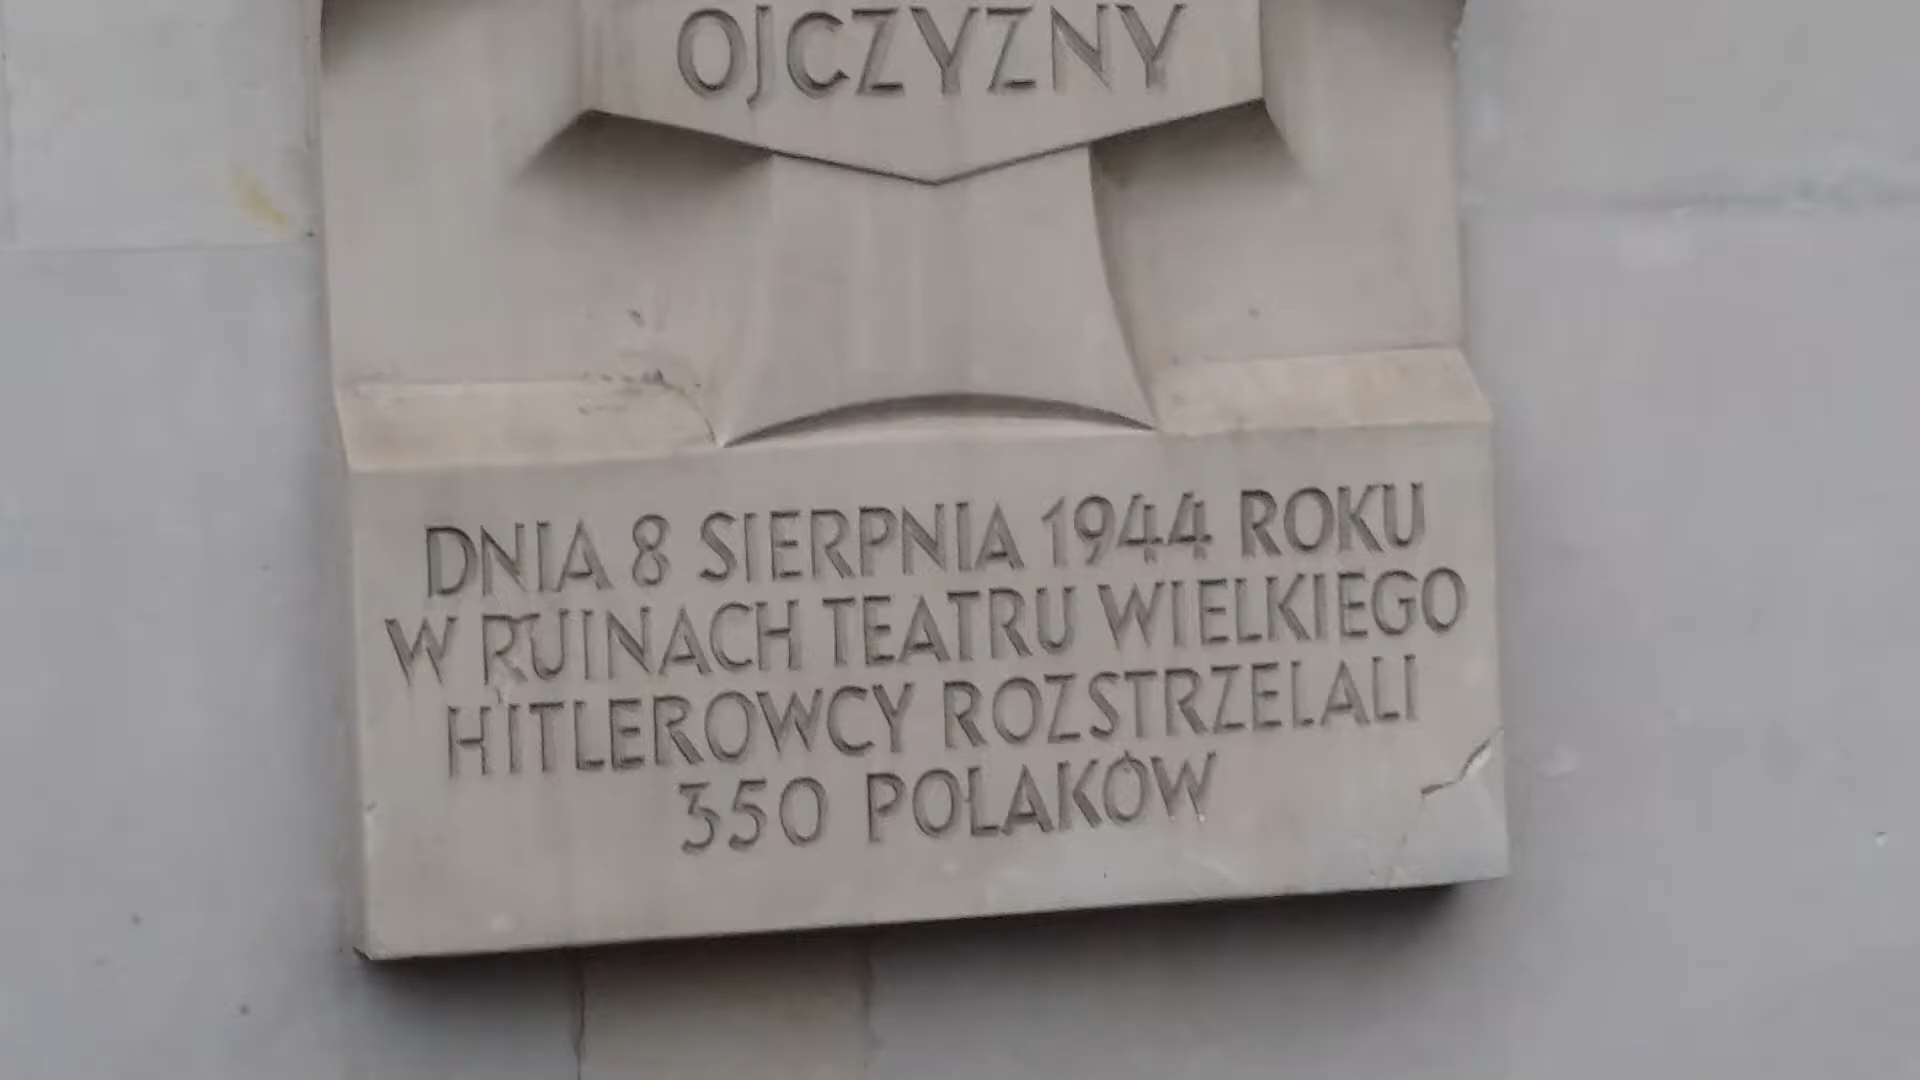 OJCZYZNY
DNIA 8 SIERPNIA 1944 ROKU
W RUINACH TEATRU WIELKIEGO
HITLEROWCY ROZSTRZELALI
350 POLAKÓW